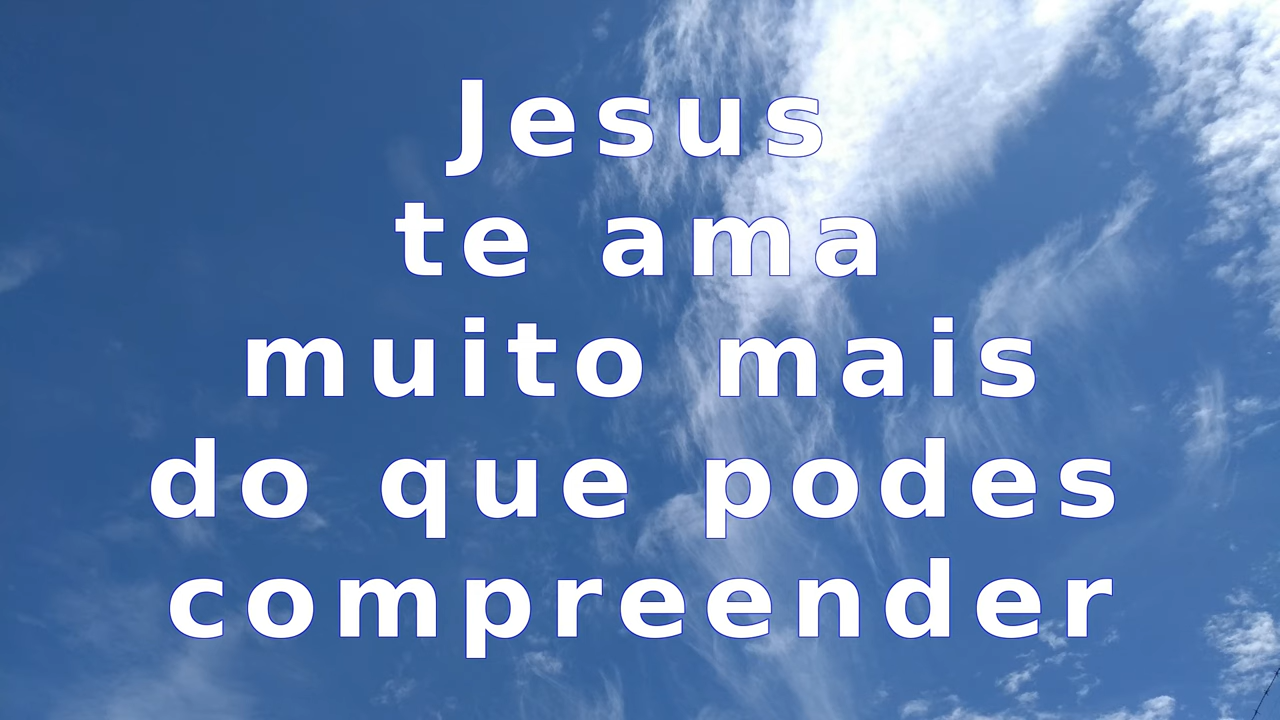 Jesus
te ama
muito mais
do que podes
compreender